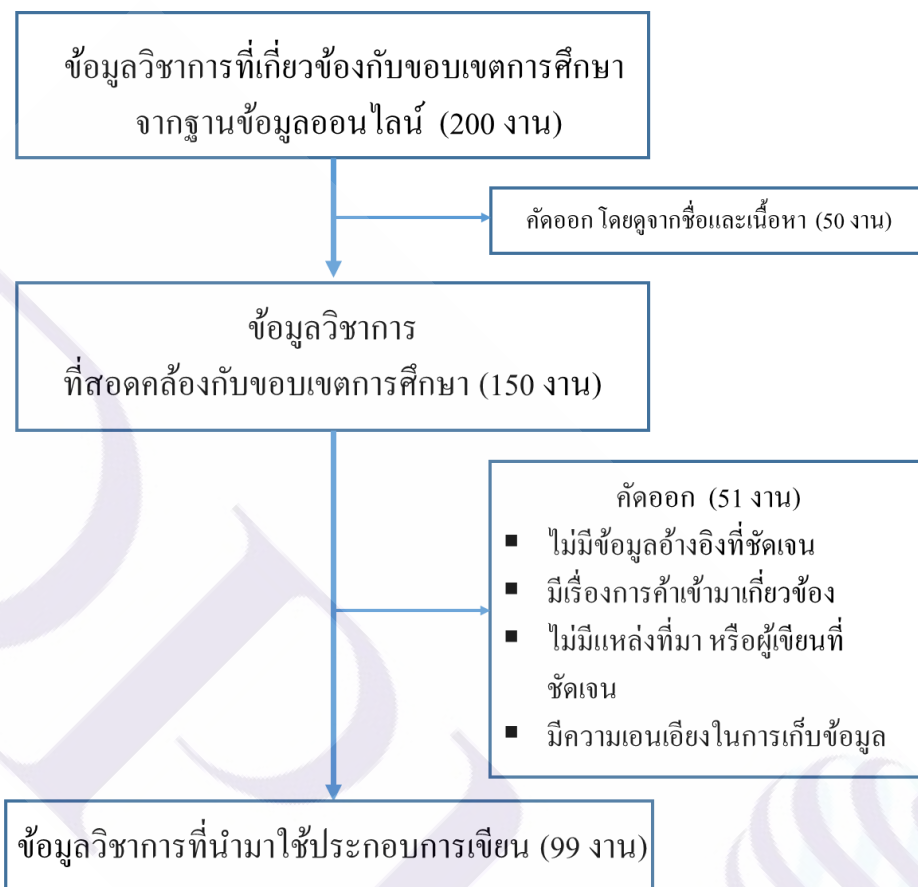 ข้อมูลวิชาการที่เกี่ยวข้องกับขอบเขตการศึกษา
จากฐานข้อมูลออนไลน์ (200 งาน)
คัดออก โดยดูจากชื่อและเนื้อหา (50 งาน)
ข้อมูลวิชาการ
ที่สอดคล้องกับขอบเขตการศึกษา (150 งาน)
คัดออก (51 งาน)
▪ ไม่มีข้อมูลอ้างอิงที่ชัดเจน
▪ มีเรื่องการค้าเข้ามาเกี่ยวข้อง
▪ ไม่มีแหล่งที่มา หรือผู้เขียนที่
ชัดเจน
▪ มีความเอนเอียงในการเก็บข้อมูล
ข้อมูลวิชาการที่นำมาใช้ประกอบการเขียน (99 งาน)